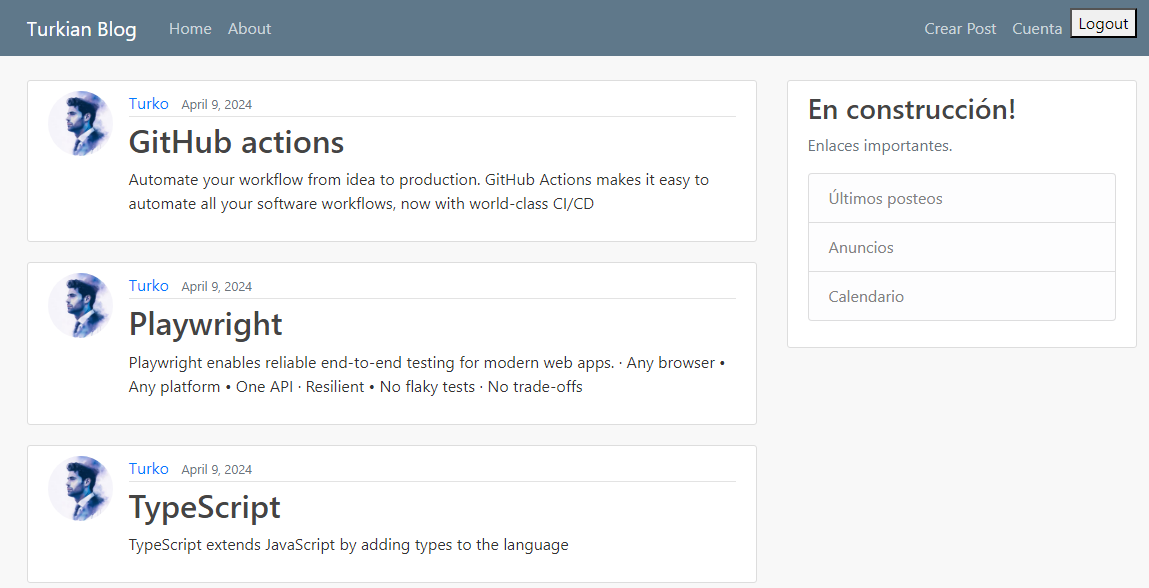 Turkian Blog Home About Crear Post Cuenta Logout
Turko April 9, 2024
GitHub actions
Automate your workflow from idea to production. GitHub Actions makes it easy to
automate all your software workflows, now with world-class CI/CD
Turko April 9, 2024
Playwright
Playwright enables reliable end-to-end testing for modern web apps. · Any browser •
Any platform • One API · Resilient • No flaky tests · No trade-offs
Turko April 9, 2024
TypeScript
TypeScript extends JavaScript by adding types to the language
En construcción!
Enlaces importantes.
Últimos posteos
Anuncios
Calendario